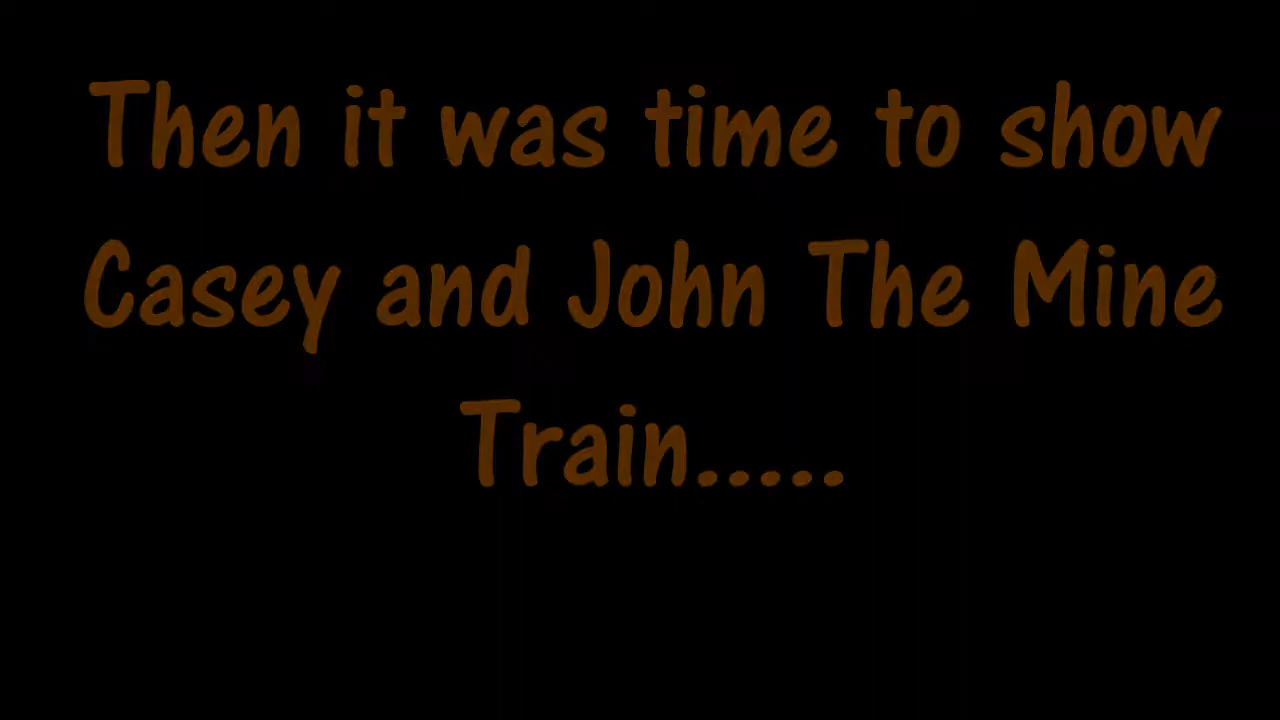 Then it was time to show
Casey and John The Mine
Train.....